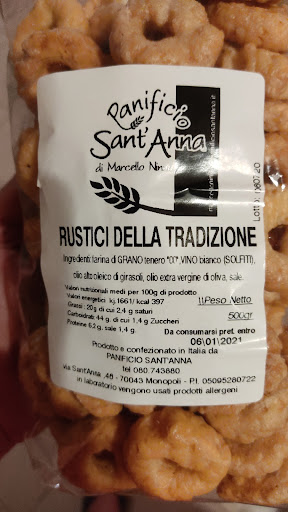 Panificio
Sant'Anna
di Marcello
Lotto:
RUSTICI DELLA TRADIZIONE
Ingredienti: farina di GRANO tenero "0", VINO bianco (SOLFITI),
olio alto oleico di girasoli, olio extra vergine di oliva, sale.
Valori nutrizionali medi per 100g di prodotto
Valori energetici kj.1661/ kcal 397
Grassi : 20g di cui 2.4 g saturi
Carboidrati 44 g. di cui 1,4 g Zuccheri
Proteine 6.2 g. sale 1,4 g.
Peso Netto
500gr.
Da consumarsi pref. entro
06\01\2021
Prodotto e confezionato in Italia da
PANIFICIO SANT'ANNA
tel 080.743680
via Sant'Anna ,48 - 70043 Monopoli - P.I. 05095280722
in laboratorio vengono usati prodotti allergeni